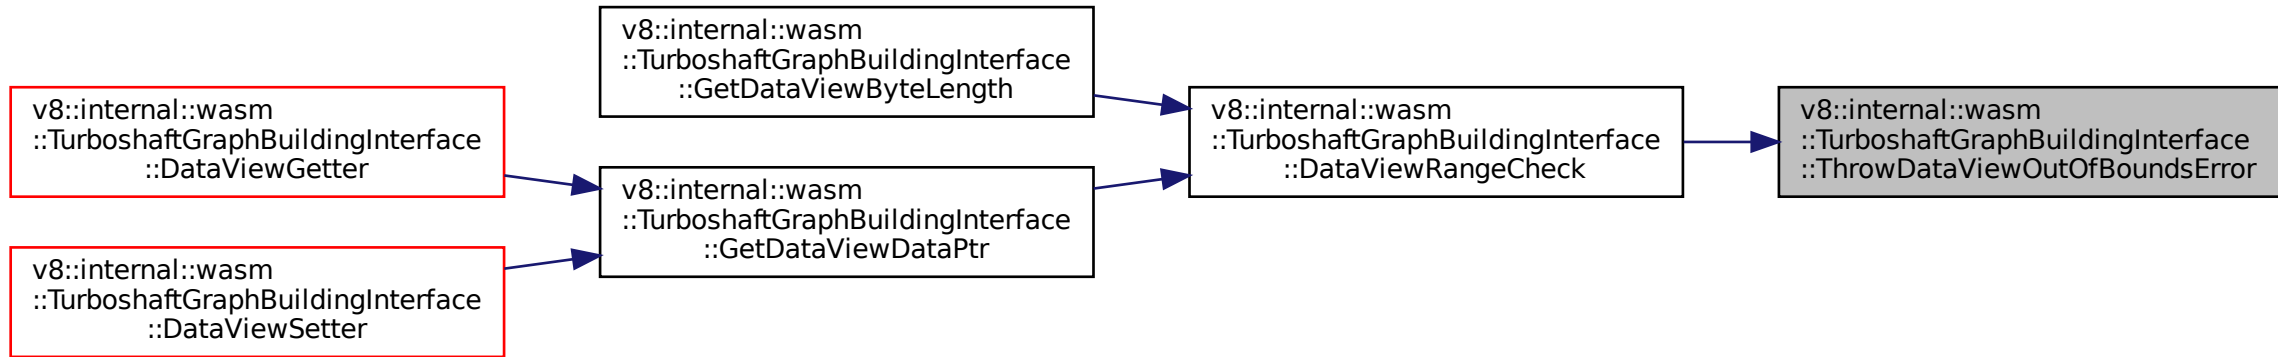 v8::internal::wasm
::TurboshaftGraphBuildingInterface
::DataViewGetter
v8::internal::wasm
::TurboshaftGraphBuildingInterface
::DataViewSetter
v8::internal::wasm
::TurboshaftGraphBuildingInterface
::GetDataViewByteLength
v8::internal::wasm
::TurboshaftGraphBuildingInterface
::GetDataViewDataPtr
v8::internal::wasm
::TurboshaftGraphBuildingInterface
::DataViewRangeCheck
v8::internal::wasm
::TurboshaftGraphBuildingInterface
::ThrowDataViewOutOfBoundsError